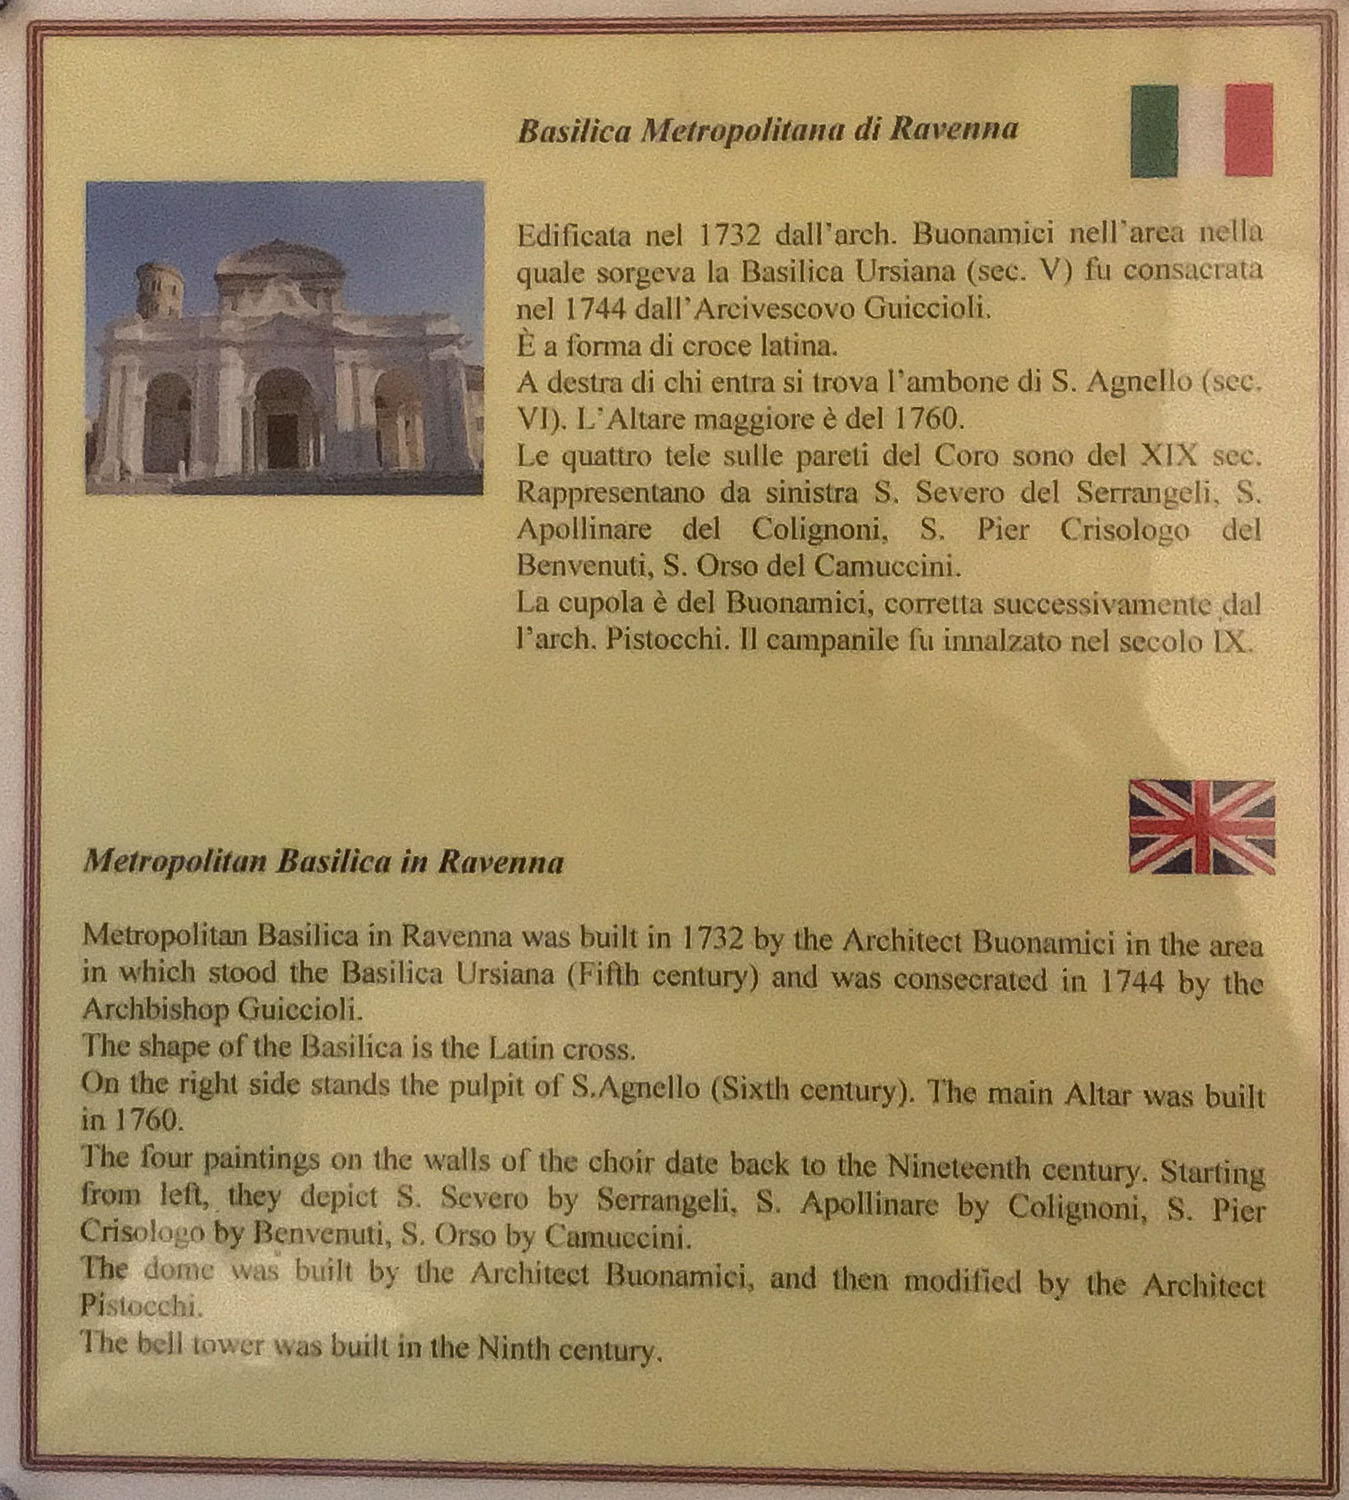 Basilica Metropolitana di Ravenna
Edificata nel 1732 dall'arch. Buonamici nell'area nella
quale sorgeva la Basilica Ursiana (sec. V) fu consacrata
nel 1744 dall'Arcivescovo Guiccioli.
È a forma di croce latina.
A destra di chi entra si trova l'ambone di S. Agnello (sec.
VI). L'Altare maggiore è del 1760.
Le quattro tele sulle pareti del Coro sono del XIX sec.
Rappresentano da sinistra S. Severo del Serrangeli, S.
Apollinare del Colignoni, S. Pier Crisologo del
Benvenuti, S. Orso del Camuccini.
La cupola è del Buonamici, corretta successivamente dal
l'arch. Pistocchi. Il campanile fu innalzato nel secolo IX.
Metropolitan Basilica in Ravenna
Metropolitan Basilica in Ravenna was built in 1732 by the Architect Buonamici in the area
in which stood the Basilica Ursiana (Fifth century) and was consecrated in 1744 by the
Archbishop Guiccioli.
The shape of the Basilica is the Latin cross.
On the right side stands the pulpit of S.Agnello (Sixth century). The main Altar was built
in 1760.
The four paintings on the walls of the choir date back to the Nineteenth century. Starting
from left, they depict S. Severo by Serrangeli, S. Apollinare by Colignoni, S. Pier
Crisologo by Benvenuti, S. Orso by Camuccini.
The dome was built by the Architect Buonamici, and then modified by the Architect
Pistocchi.
The bell tower was built in the Ninth century.